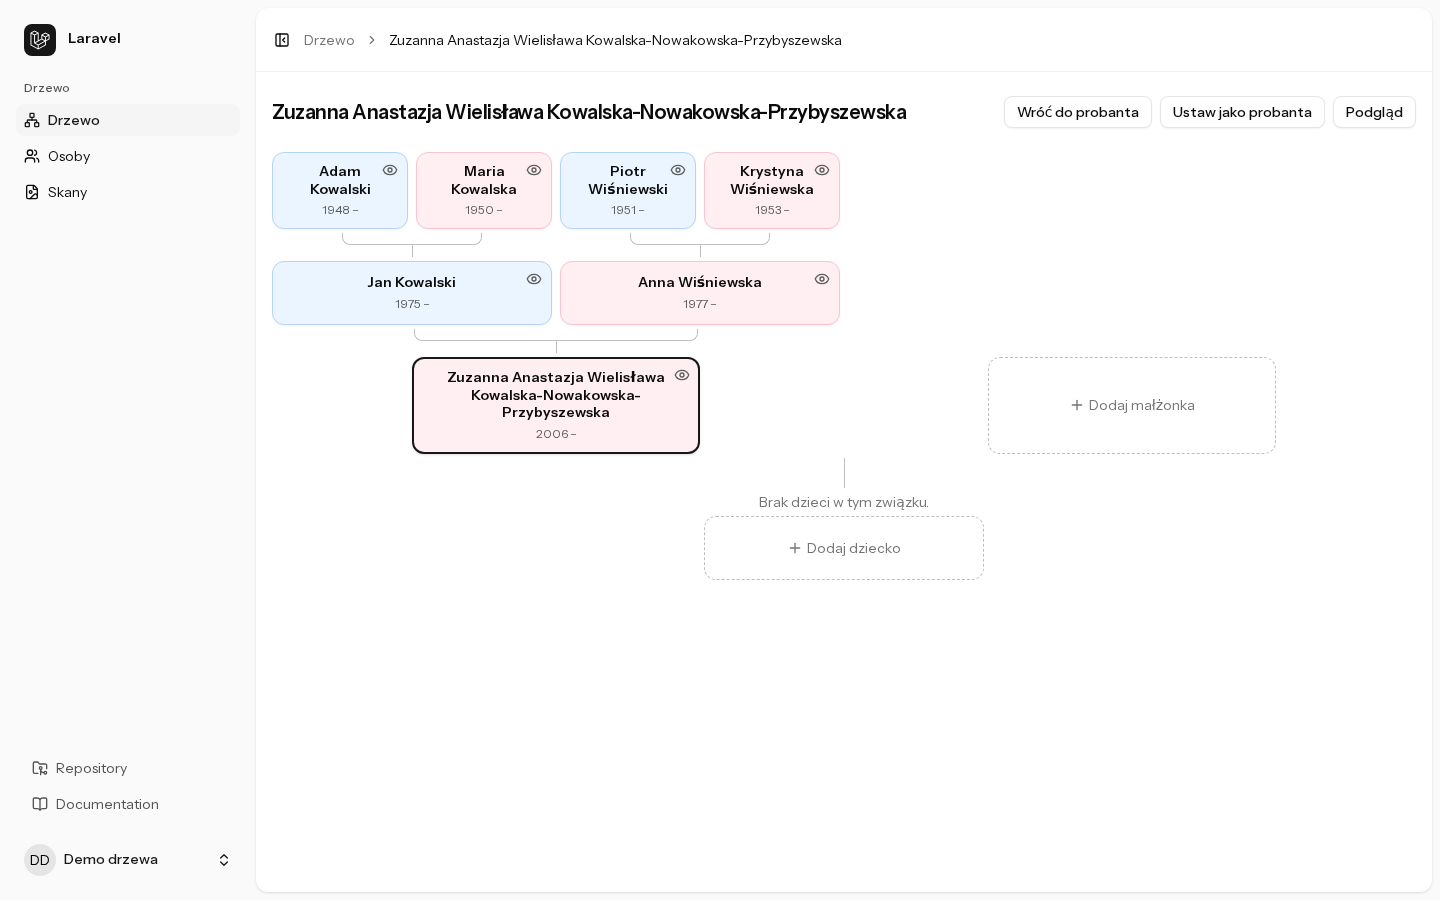 Laravel
Drzewo
Drzewo
Osoby
Skany
Repository
Documentation
DD
Demo drzewa
Drzewo
Zuzanna Anastazja Wielisława Kowalska-Nowakowska-Przybyszewska
Zuzanna Anastazja Wielisława Kowalska-Nowakowska-Przybyszewska
Wróć do probanta
Ustaw jako probanta
Podgląd
Adam
Kowalski
1948 –
Maria
Kowalska
1950 –
Piotr
Wiśniewski
1951 –
Krystyna
Wiśniewska
1953 –
Jan Kowalski
1975 –
Anna Wiśniewska
1977 –
Zuzanna Anastazja Wielisława
Kowalska-Nowakowska-
Przybyszewska
2006 –
Dodaj małżonka
Brak dzieci w tym związku.
Dodaj dziecko